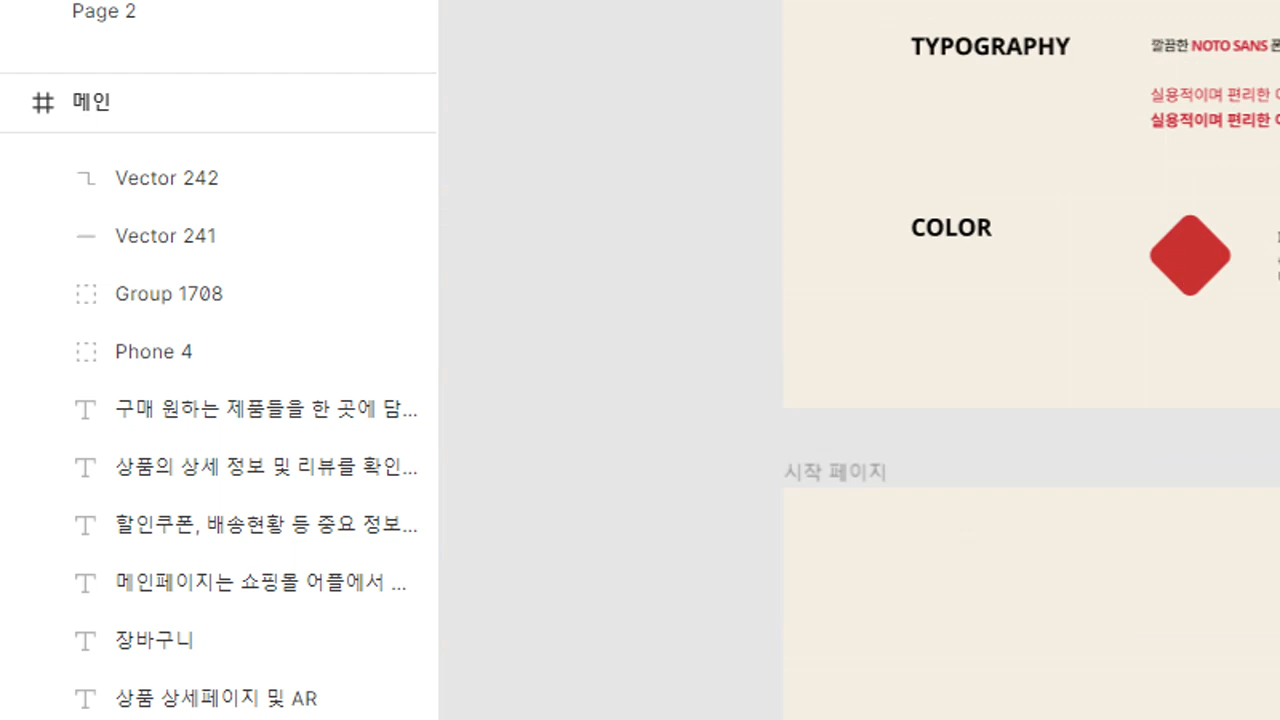 Page 2
메인
Vector 242
Vector 241
Group 1708
Phone 4
구매 원하는 제품들을 한 곳에 담...
상품의 상세 정보 및 리뷰를 확인...
할인쿠폰, 배송현황 등 중요 정보...
메인페이지는 쇼핑몰 어플에서 ...
장바구니
상품 상세페이지 및 AR
TYPOGRAPHY
깔끔한 NOTO SANS 폰
실용적이며 편리한
실용적이며 편리한
COLOR
시작 페이지